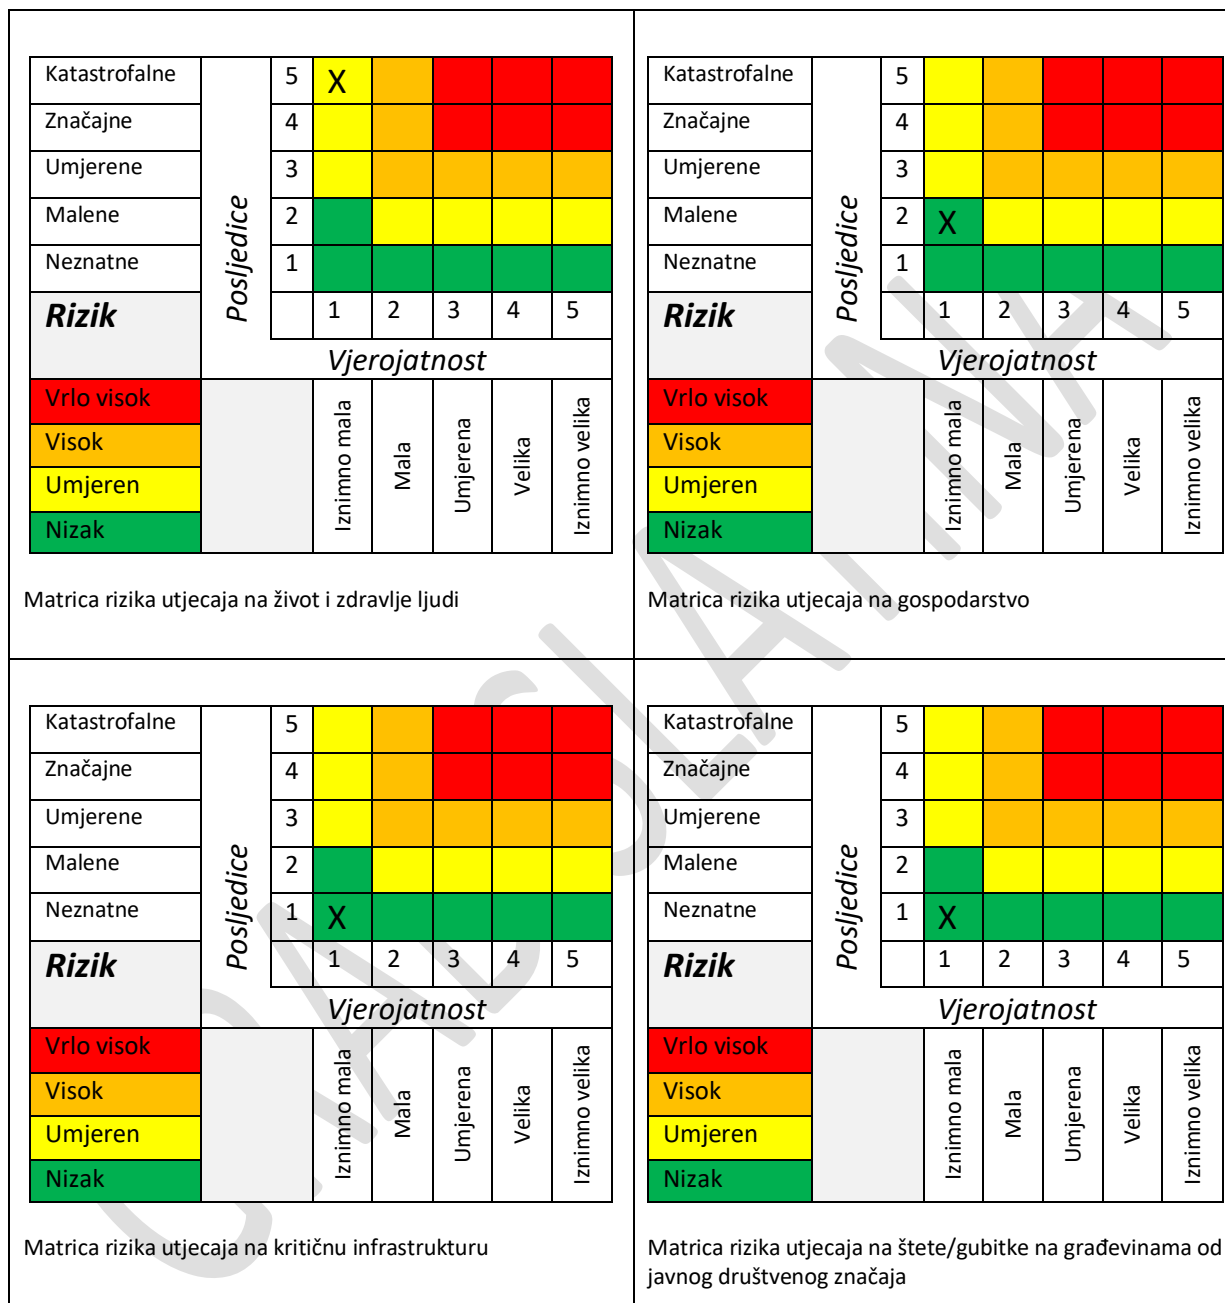 Katastrofalne 5 X
Značajne 4
Umjerene 3
Malene 2
Neznatne 1
Posljedice
Rizik 1 2 3 4 5
Vjerojatnost
Vrlo visok
Visok
Umjeren
Nizak
Iznimno mala
Mala
Umjerena
Velika
Iznimno velika
Matrica rizika utjecaja na život i zdravlje ljudi
Katastrofalne 5
Značajne 4
Umjerene 3
Malene 2 X
Neznatne 1
Posljedice
Rizik 1 2 3 4 5
Vjerojatnost
Vrlo visok
Visok
Umjeren
Nizak
Iznimno mala
Mala
Umjerena
Velika
Iznimno velika
Matrica rizika utjecaja na gospodarstvo
Katastrofalne 5
Značajne 4
Umjerene 3
Malene 2
Neznatne 1 X
Posljedice
Rizik 1 2 3 4 5
Vjerojatnost
Vrlo visok
Visok
Umjeren
Nizak
Iznimno mala
Mala
Umjerena
Velika
Iznimno velika
Matrica rizika utjecaja na kritičnu infrastrukturu
Katastrofalne 5
Značajne 4
Umjerene 3
Malene 2
Neznatne 1 X
Posljedice
Rizik 1 2 3 4 5
Vjerojatnost
Vrlo visok
Visok
Umjeren
Nizak
Iznimno mala
Mala
Umjerena
Velika
Iznimno velika
Matrica rizika utjecaja na štete/gubitke na građevinama od
javnog društvenog značaja